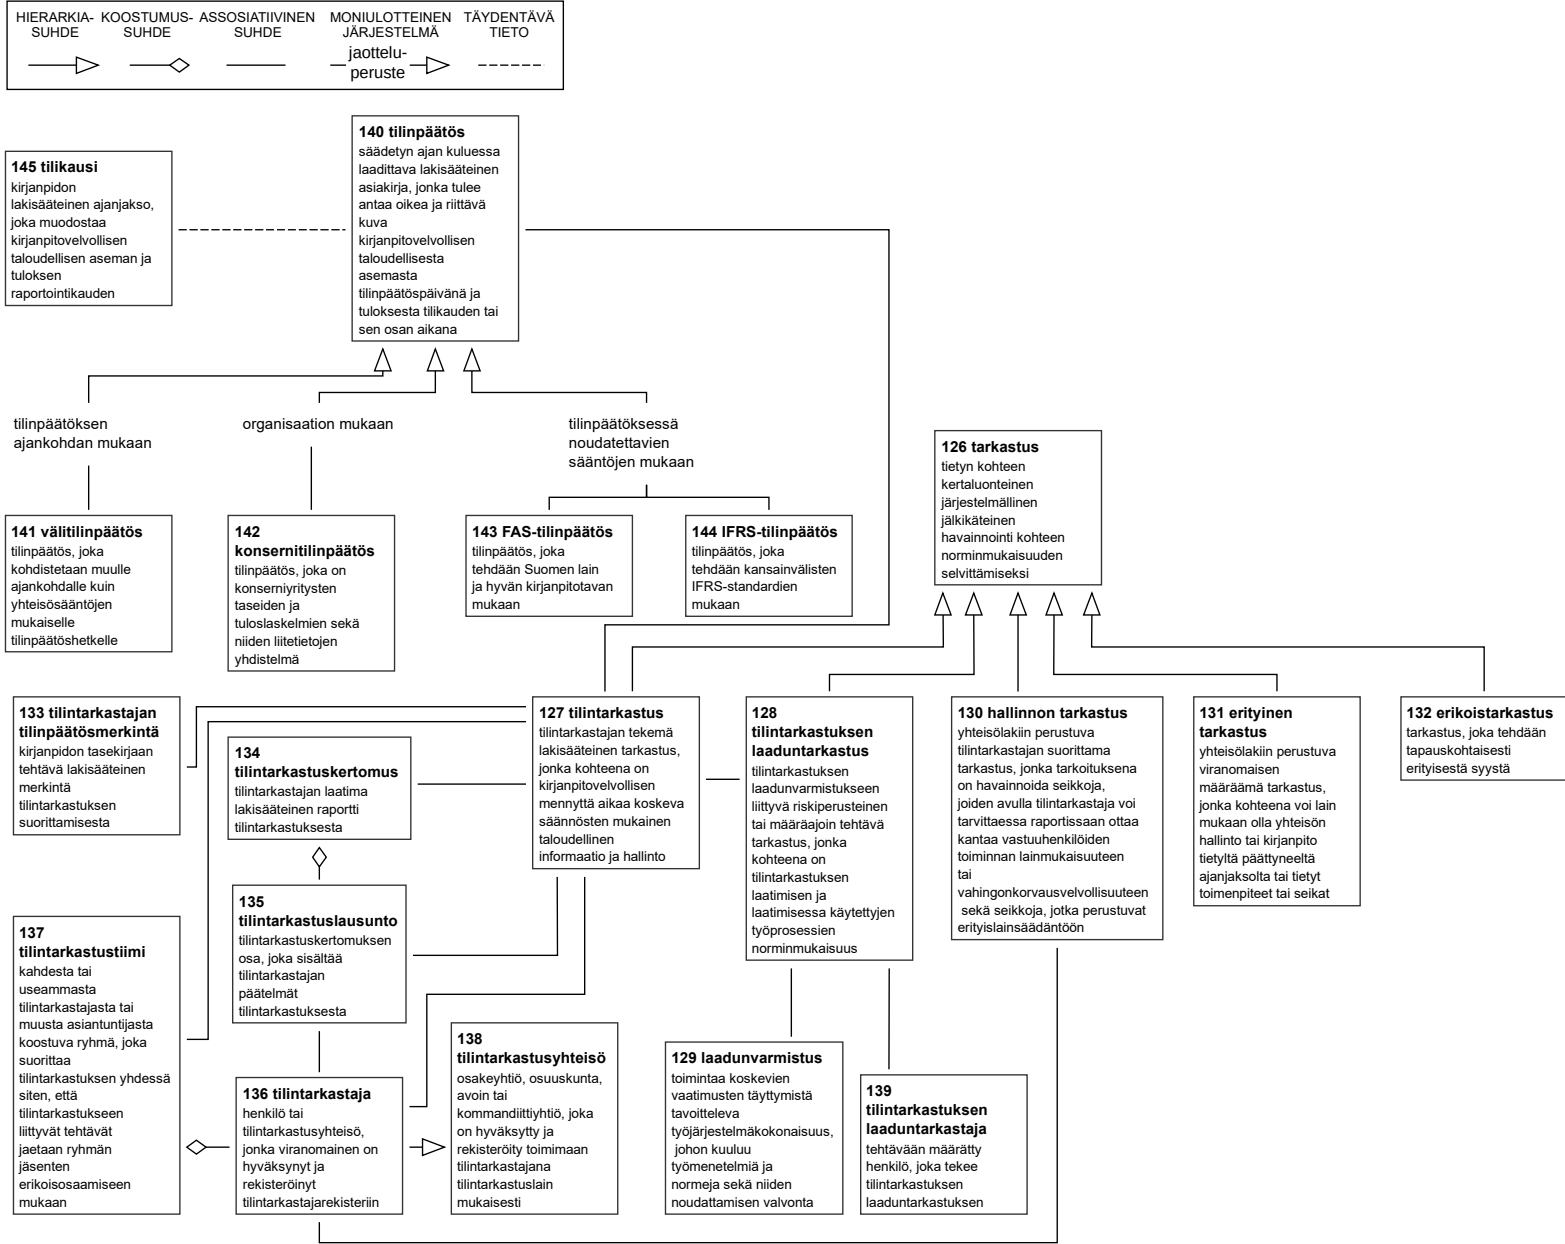 HIERARKIA-
SUHDE
KOOSTUMUS-
SUHDE
ASSOSIATIIVINEN
SUHDE
MONIULOTTEINEN
JÄRJESTELMÄ
jaottelu-
peruste
TÄYDENTÄVÄ
TIETO
140 tilinpäätös
säädetyn ajan kuluessa
laadittava lakisääteinen
asiakirja, jonka tulee
antaa oikea ja riittävä
kuva
kirjanpitovelvollisen
taloudellisesta
asemasta
tilinpäätöspäivänä ja
tuloksesta tilikauden tai
sen osan aikana
145 tilikausi
kirjanpidon
lakisääteinen ajanjakso,
joka muodostaa
kirjanpitovelvollisen
taloudellisen aseman ja
tuloksen
raportointikauden
tilinpäätöksen
ajankohdan mukaan
organisaation mukaan
tilinpäätöksessä
noudatettavien
sääntöjen mukaan
126 tarkastus
tietyn kohteen
kertaluonteinen
järjestelmällinen
jälkikäteinen
havainnointi kohteen
norminmukaisuuden
selvittämiseksi
141 välitilinpäätös
tilinpäätös, joka
kohdistetaan muulle
ajankohdalle kuin
yhteisösääntöjen
mukaiselle
tilinpäätöshetkelle
142
konsernitilinpäätös
tilinpäätös, joka on
konserniyritysten
taseiden ja
tuloslaskelmien sekä
niiden liitetietojen
yhdistelmä
143 FAS-tilinpäätös
tilinpäätös, joka
tehdään Suomen lain
ja hyvän kirjanpitotavan
mukaan
144 IFRS-tilinpäätös
tilinpäätös, joka
tehdään kansainvälisten
IFRS-standardien
mukaan
133 tilintarkastajan
tilinpäätösmerkintä
kirjanpidon tasekirjaan
tehtävä lakisääteinen
merkintä
tilintarkastuksen
suorittamisesta
134
tilintarkastuskertomus
tilintarkastajan laatima
lakisääteinen raportti
tilintarkastuksesta
127 tilintarkastus
tilintarkastajan tekemä
lakisääteinen tarkastus,
jonka kohteena on
kirjanpitovelvollisen
mennyttä aikaa koskeva
säännösten mukainen
taloudellinen
informaatio ja hallinto
128
tilintarkastuksen
laaduntarkastus
tilintarkastuksen
laadunvarmistukseen
liittyvä riskiperusteinen
tai määräajoin tehtävä
tarkastus, jonka
kohteena on
tilintarkastuksen
laatimisen ja
laatimisessa käytettyjen
työprosessien
norminmukaisuus
130 hallinnon tarkastus
yhteisölakiin perustuva
tilintarkastajan suorittama
tarkastus, jonka tarkoituksena
on havainnoida seikkoja,
joiden avulla tilintarkastaja voi
tarvittaessa raportissaan ottaa
kantaa vastuuhenkilöiden
toiminnan lainmukaisuuteen
tai
vahingonkorvausvelvollisuuteen
sekä seikkoja, jotka perustuvat
erityislainsäädäntöön
131 erityinen
tarkastus
yhteisölakiin perustuva
viranomaisen
määräämä tarkastus,
jonka kohteena voi lain
mukaan olla yhteisön
hallinto tai kirjanpito
tietyltä päättyneeltä
ajanjaksolta tai tietyt
toimenpiteet tai seikat
132 erikoistarkastus
tarkastus, joka tehdään
tapauskohtaisesti
erityisestä syystä
135
tilintarkastuslausunto
tilintarkastuskertomuksen
osa, joka sisältää
tilintarkastajan
päätelmät
tilintarkastuksesta
137
tilintarkastustiimi
kahdesta tai
useammasta
tilintarkastajasta tai
muusta asiantuntijasta
koostuva ryhmä, joka
suorittaa
tilintarkastuksen yhdessä
siten, että
tilintarkastukseen
liittyvät tehtävät
jaetaan ryhmän
jäsenten
erikoisosaamiseen
mukaan
136 tilintarkastaja
henkilö tai
tilintarkastusyhteisö,
jonka viranomainen on
hyväksynyt ja
rekisteröinyt
tilintarkastajarekisteriin
138
tilintarkastusyhteisö
osakeyhtiö, osuuskunta,
avoin tai
kommandiittiyhtiö, joka
on hyväksytty ja
rekisteröity toimimaan
tilintarkastajana
tilintarkastuslain
mukaisesti
129 laadunvarmistus
toimintaa koskevien
vaatimusten täyttymistä
tavoitteleva
työjärjestelmäkokonaisuus,
johon kuuluu
työmenetelmiä ja
normeja sekä niiden
noudattamisen valvonta
139
tilintarkastuksen
laaduntarkastaja
tehtävään määrätty
henkilö, joka tekee
tilintarkastuksen
laaduntarkastuksen